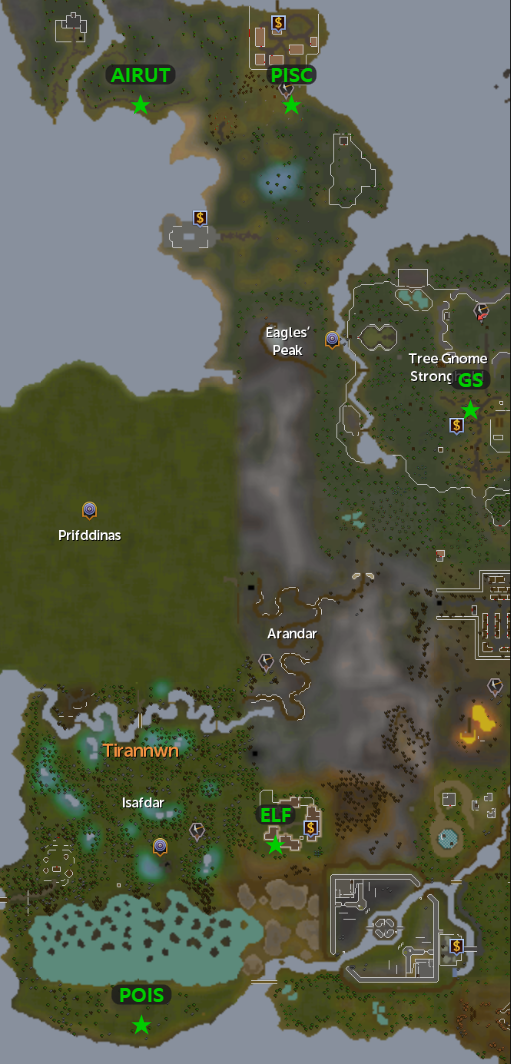 $
AIRUT
PISC
$
Eagles'
Peak
Tree Gnome
Strong
GS
$
Prifddinas
Arandar
Tirannwn
Isafdar
ELF
$
$
POIS